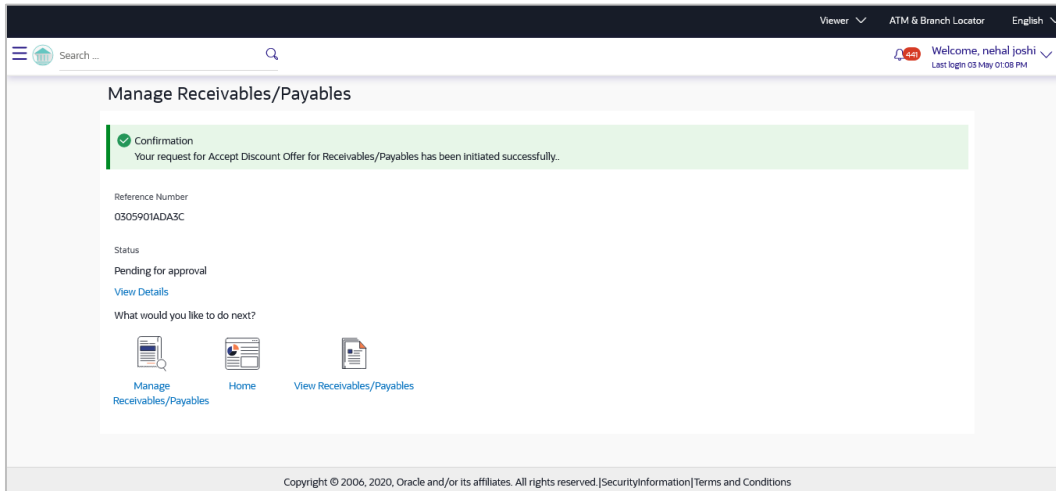 Viewer ATM & Branch Locator English
Search ... 441 Welcome, nehal joshi
Last login 03 May 01:08 PM
Manage Receivables/Payables
Confirmation
Your request for Accept Discount Offer for Receivables/Payables has been initiated successfully..
Reference Number
0305901ADA3C
Status
Pending for approval
View Details
What would you like to do next?
Manage Home View Receivables/Payables
Receivables/Payables
Copyright © 2006, 2020, Oracle and/or its affiliates. All rights reserved.|SecurityInformation|Terms and Conditions